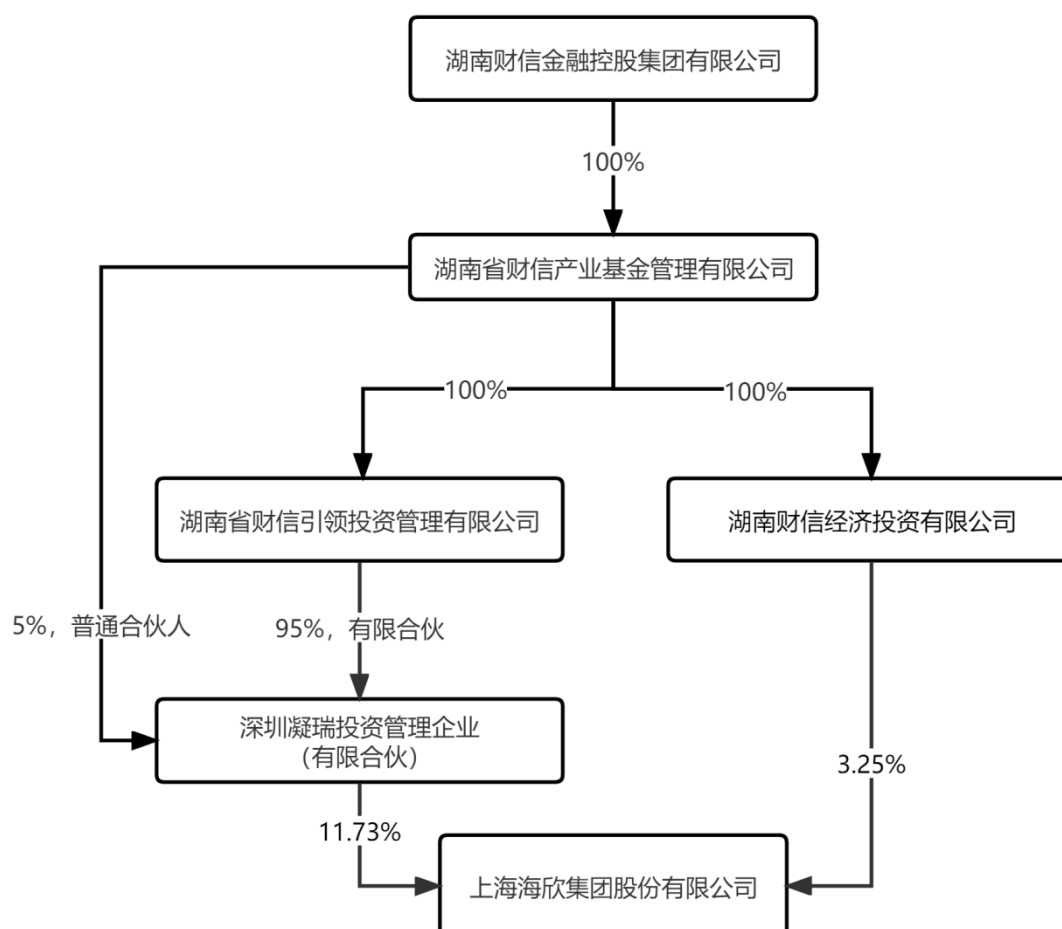 湖南财信金融控股集团有限公司
100%
湖南省财信产业基金管理有限公司
100%
100%
湖南省财信引领投资管理有限公司
湖南财信经济投资有限公司
5%，普通合伙人
95%，有限合伙
深圳凝瑞投资管理企业
（有限合伙）
3.25%
11.73%
上海海欣集团股份有限公司